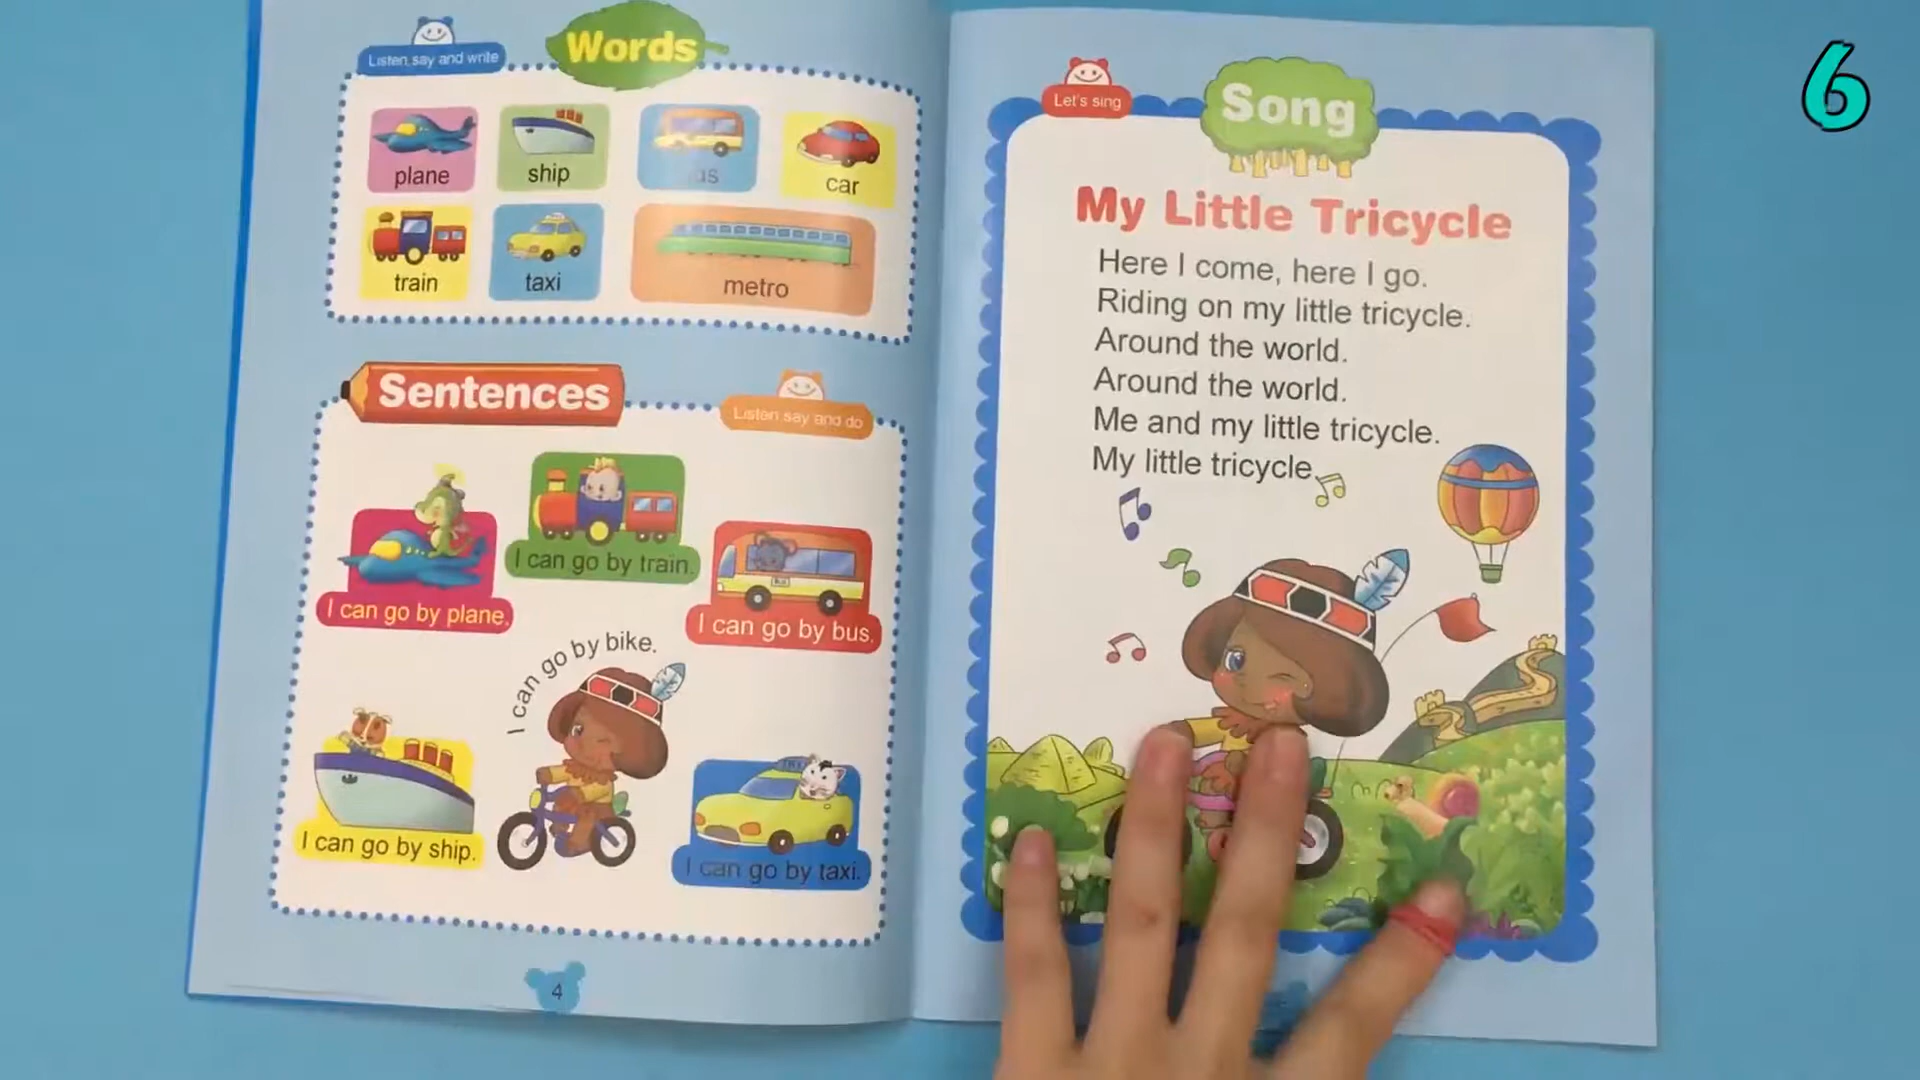 Listen, say and write
Words
plane
ship
car
train
taxi
metro
Sentences
Listen say and do
I can go by train.
I can go by plane.
I can go by bus.
I can go by bike.
I can go by ship.
I can go by taxi.
4
Let's sing
Song
My Little Tricycle
Here I come, here I go.
Riding on my little tricycle.
Around the world.
Around the world.
Me and my little tricycle.
My little tricycle.
6